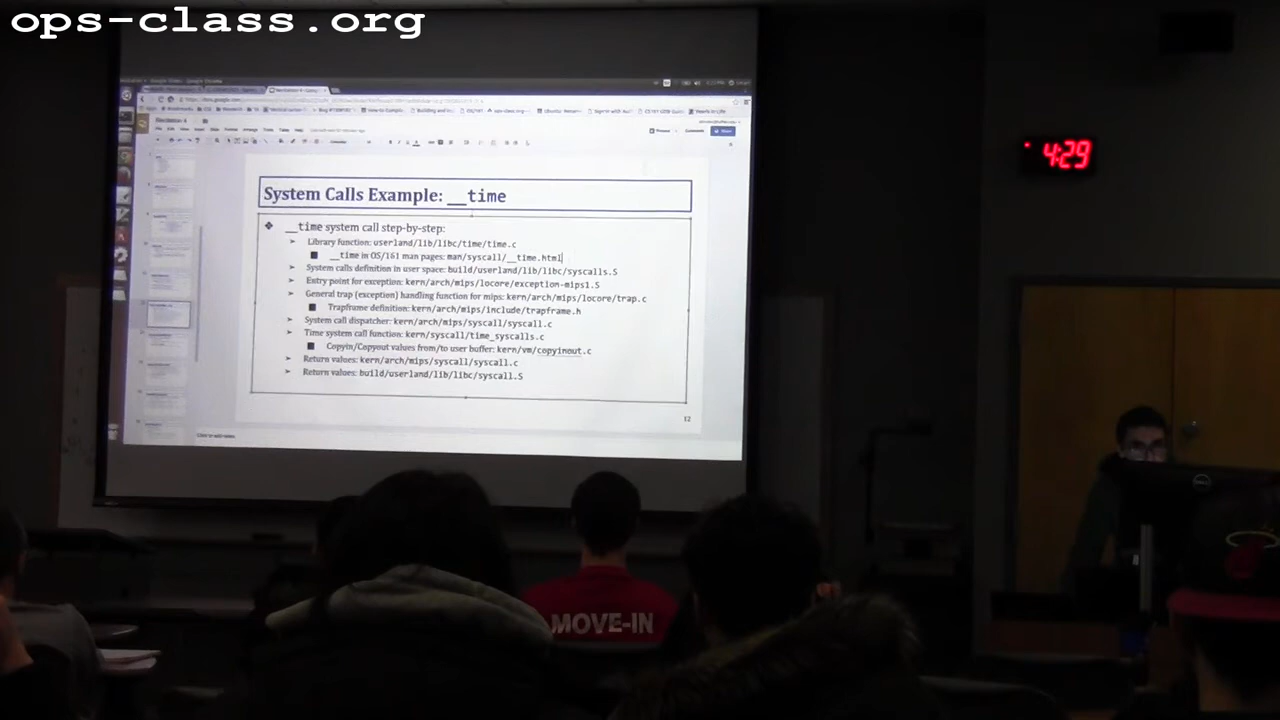 ops-class.org
4:29
System Calls Example: __time
❖ __time system call step-by-step:
➢ Library function: userland/lib/libc/time/time.c
■ __time in OS/161 man pages: man/syscall/__time.html
➢ System calls definition in user space: build/userland/lib/libc/syscalls.S
➢ Entry point for exception: kern/arch/mips/locore/exception-mips1.S
➢ General trap (exception) handling function for mips: kern/arch/mips/locore/trap.c
■ Trapframe definition: kern/arch/mips/include/trapframe.h
➢ System call dispatcher: kern/arch/mips/syscall/syscall.c
➢ Time system call function: kern/syscall/time_syscalls.c
■ Copyin/Copyout values from/to user buffer: kern/vm/copyinout.c
➢ Return values: kern/arch/mips/syscall/syscall.c
➢ Return values: build/userland/lib/libc/syscall.S
12
MOVE-IN
DELL